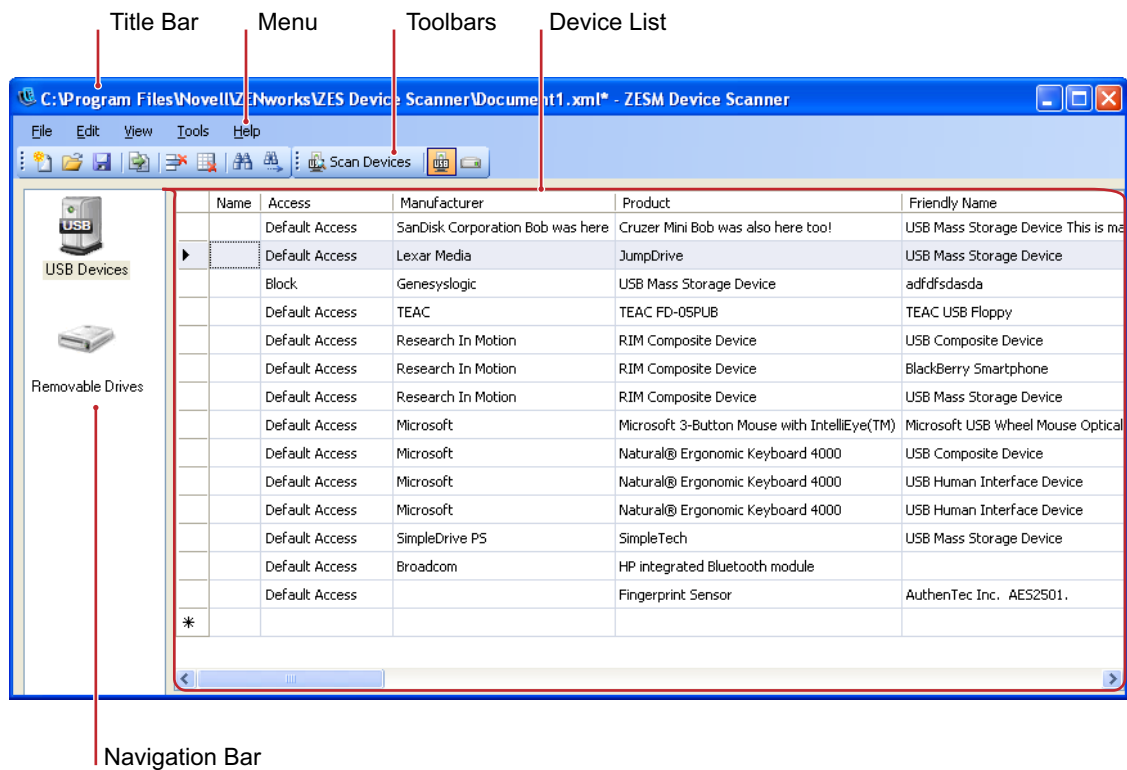 Title Bar Menu Toolbars Device List
C:\Program Files\Novell\ZENworks\ZES Device Scanner\Document1.xml* - ZESM Device Scanner
File Edit View Tools Help
Scan Devices
USB
USB Devices
Removable Drives
Name Access Manufacturer Product Friendly Name
Default Access SanDisk Corporation Bob was here Cruzer Mini Bob was also here too! USB Mass Storage Device This is ma
Default Access Lexar Media JumpDrive USB Mass Storage Device
Block Genesyslogic USB Mass Storage Device adfdfsdasda
Default Access TEAC TEAC FD-05PUB TEAC USB Floppy
Default Access Research In Motion RIM Composite Device USB Composite Device
Default Access Research In Motion RIM Composite Device BlackBerry Smartphone
Default Access Research In Motion RIM Composite Device USB Mass Storage Device
Default Access Microsoft Microsoft 3-Button Mouse with IntelliEye(TM) Microsoft USB Wheel Mouse Optical
Default Access Microsoft Natural® Ergonomic Keyboard 4000 USB Composite Device
Default Access Microsoft Natural® Ergonomic Keyboard 4000 USB Human Interface Device
Default Access Microsoft Natural® Ergonomic Keyboard 4000 USB Human Interface Device
Default Access SimpleDrive PS SimpleTech USB Mass Storage Device
Default Access Broadcom HP integrated Bluetooth module
Default Access Fingerprint Sensor AuthenTec Inc. AES2501.
Navigation Bar